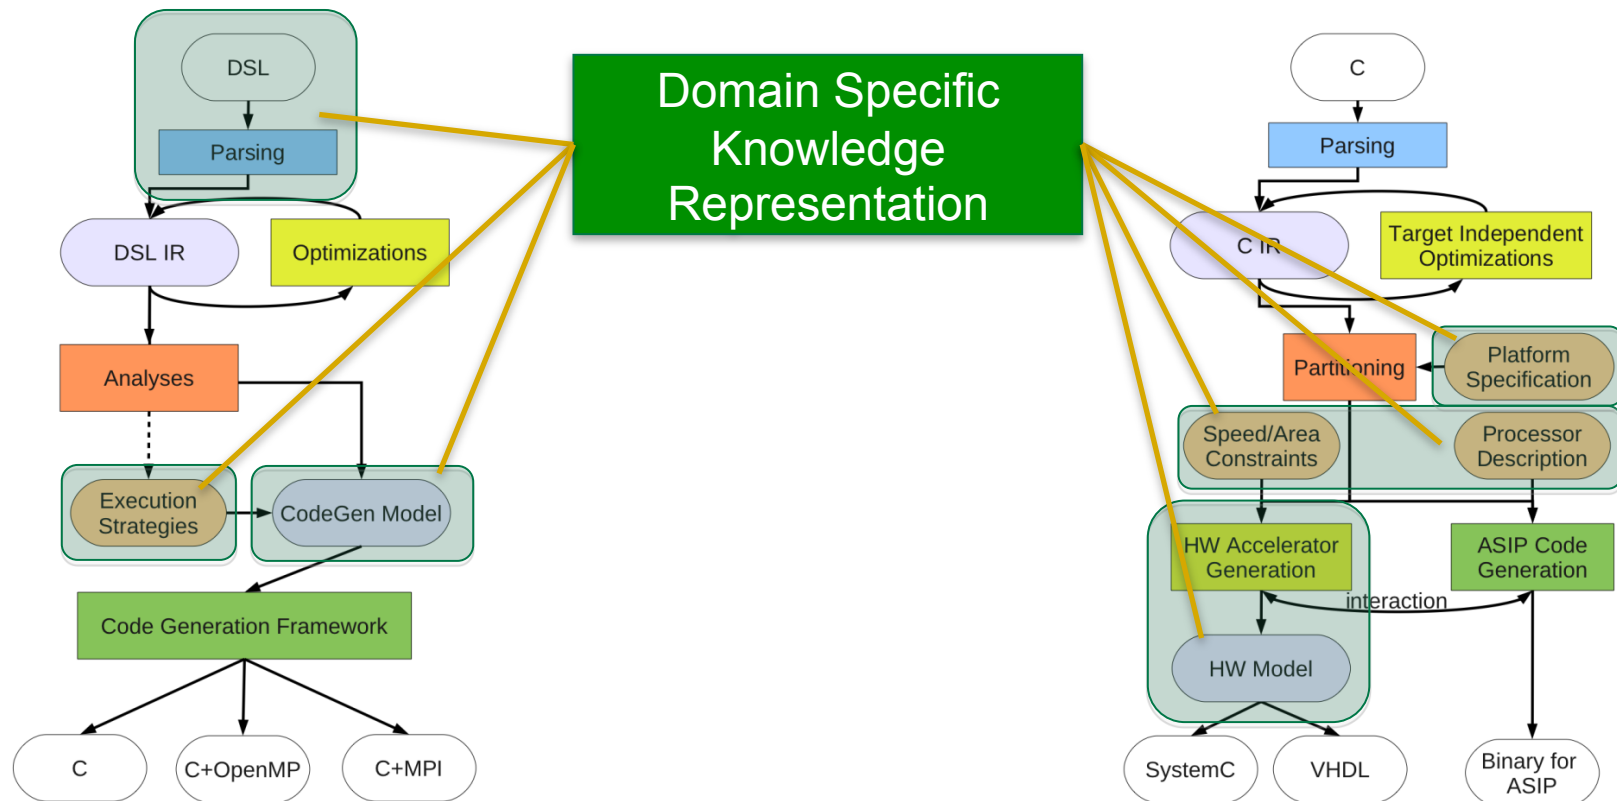 DSL
Parsing
DSL IR
Optimizations
Analyses
Execution
Strategies
CodeGen Model
Code Generation Framework
C
C+OpenMP
C+MPI
Domain Specific
Knowledge
Representation
C
Parsing
C IR
Target Independent
Optimizations
Partitioning
Platform
Specification
Speed/Area
Constraints
Processor
Description
HW Accelerator
Generation
ASIP Code
Generation
interaction
HW Model
SystemC
VHDL
Binary for
ASIP